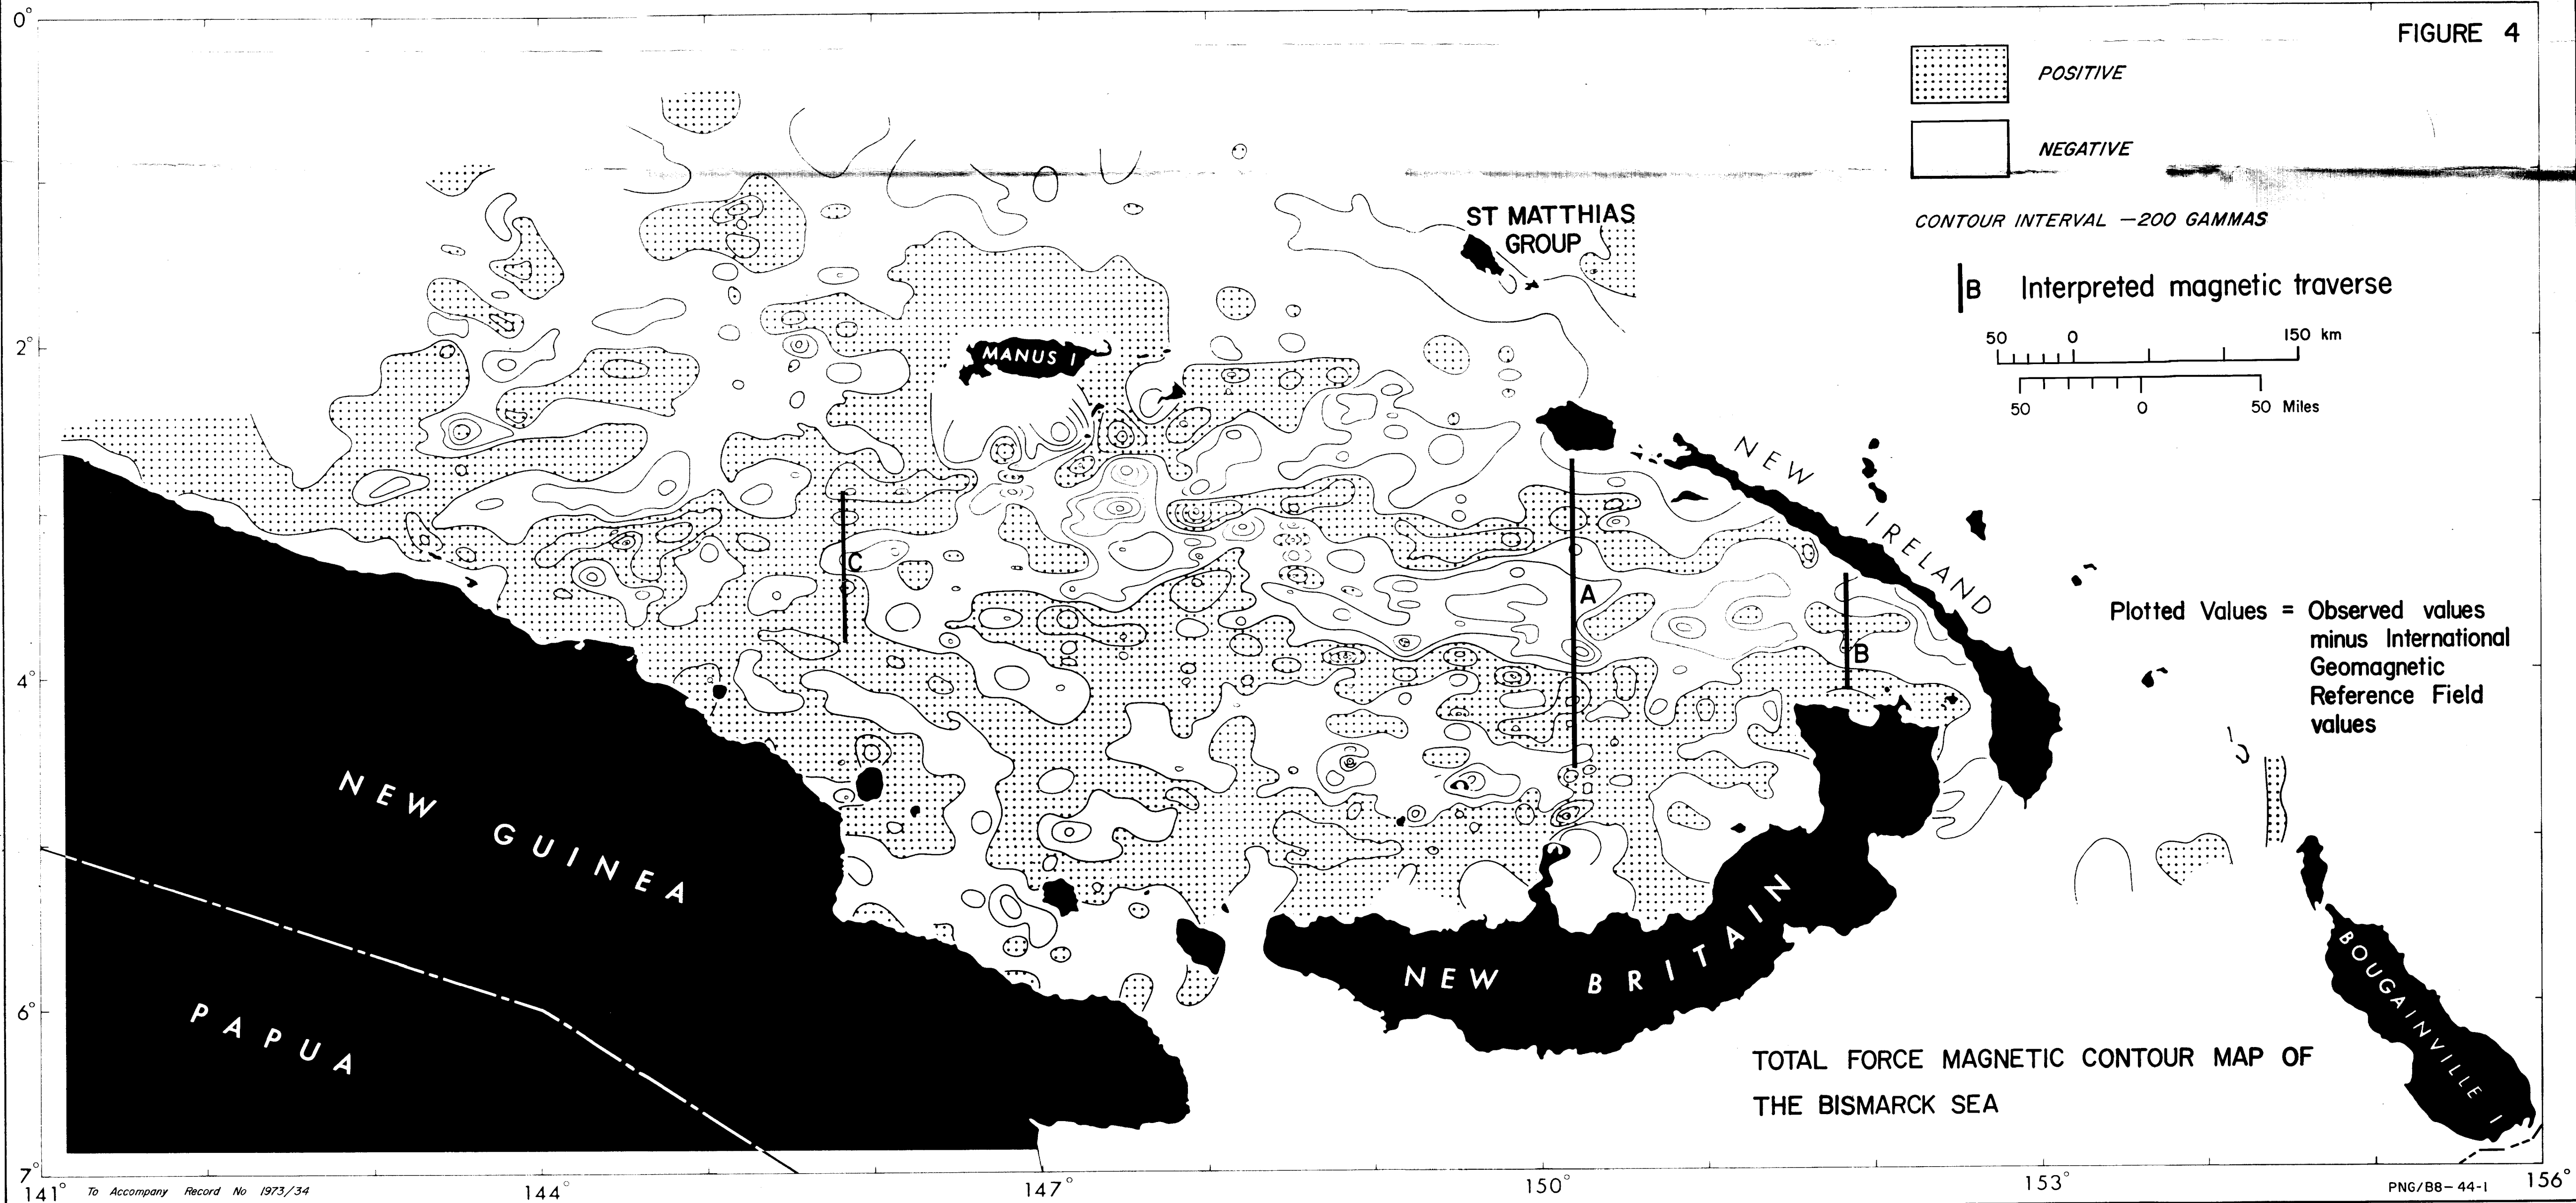 FIGURE 4
0°
POSITIVE
NEGATIVE
CONTOUR INTERVAL —200 GAMMAS
ST MATTHIAS
GROUP
B Interpreted magnetic traverse
50 0 150 km
50 0 50 Miles
2°
MANUS I
NEW IRELAND
C
A
B
Plotted Values = Observed values
minus International
Geomagnetic
Reference Field
values
4°
NEW GUINEA
NEW BRITAIN
BOUGAINVILLE I
6°
PAPUA
TOTAL FORCE MAGNETIC CONTOUR MAP OF
THE BISMARCK SEA
7°
141° 144° 147° 150° 153° 156°
To Accompany Record No 1973/34
PNG/B8-44-1